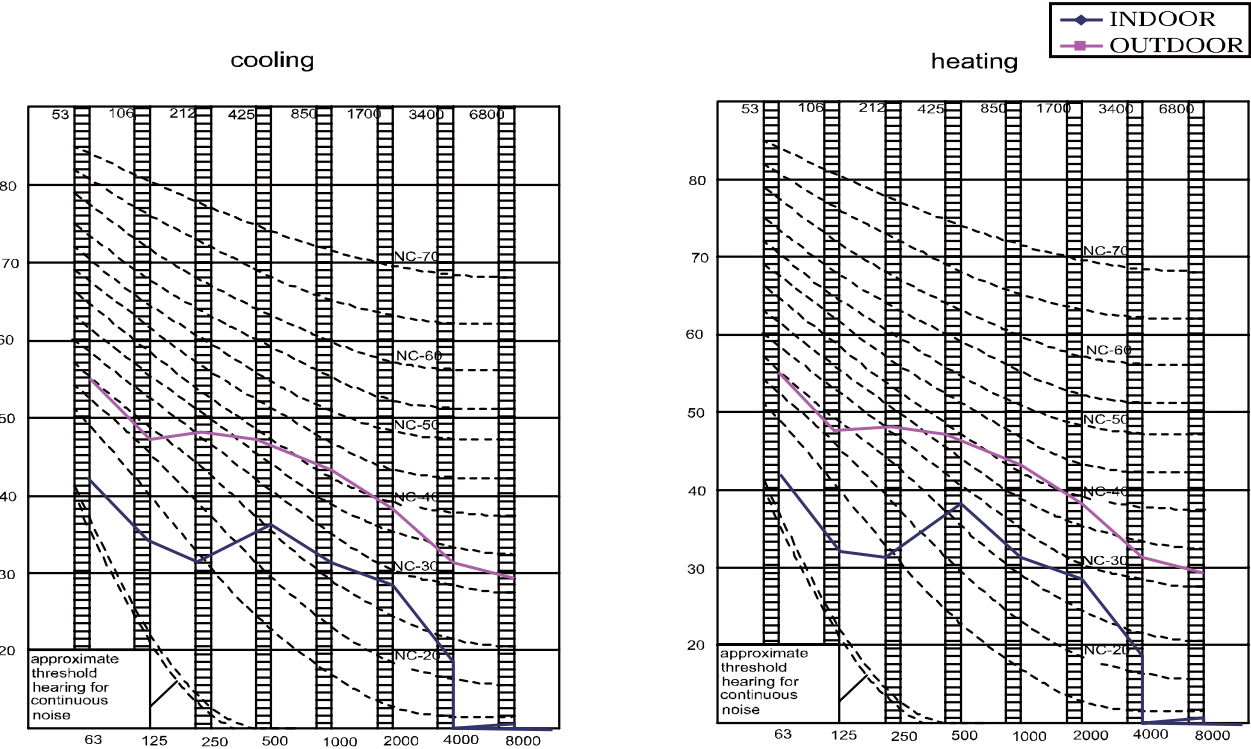 INDOOR
OUTDOOR
cooling
heating
53 106 212 425 850 1700 3400 6800
53 106 212 425 850 1700 3400 6800
80
70
60
50
40
30
20
NC-70
NC-60
NC-50
NC-40
NC-30
NC-20
approximate
threshold
hearing for
continuous
noise
63 125 250 500 1000 2000 4000 8000
80
70
60
50
40
30
20
NC-70
NC-60
NC-50
NC-40
NC-30
NC-20
approximate
threshold
hearing for
continuous
noise
63 125 250 500 1000 2000 4000 8000